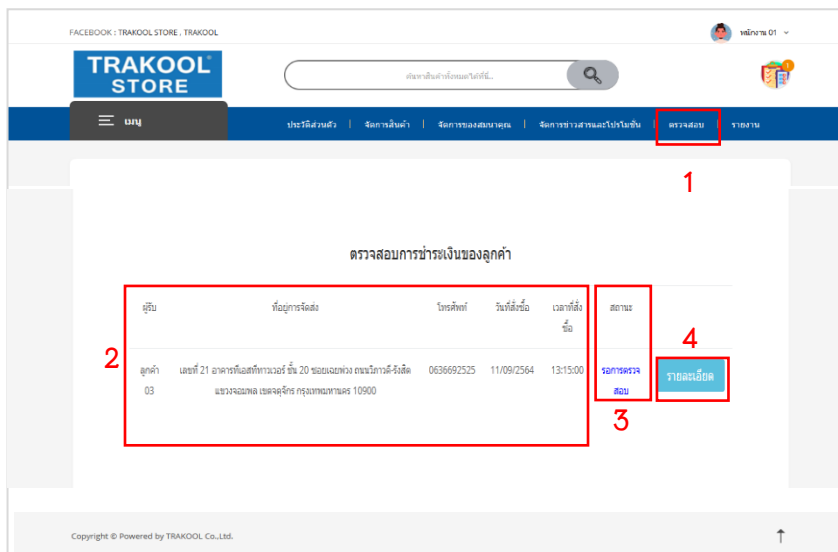 FACEBOOK : TRAKOOL STORE , TRAKOOL
พนักงาน 01
TRAKOOL
STORE
ค้นหาสินค้าทั้งหมดได้ที่นี่...
1
เมนู
ประวัติส่วนตัว | จัดการสินค้า | จัดการของสมนาคุณ | จัดการข่าวสารและโปรโมชั่น | ตรวจสอบ | รายงาน
1
ตรวจสอบการชำระเงินของลูกค้า
ผู้รับ ที่อยู่การจัดส่ง โทรศัพท์ วันที่สั่งซื้อ เวลาที่สั่ง สถานะ
ซื้อ
4
2
ลูกค้า เลขที่ 21 อาคารทีเอสทีทาวเวอร์ ชั้น 20 ซอยเฉยพ่วง ถนนวิภาวดี-รังสิต 0636692525 11/09/2564 13:15:00 รอการตรวจ รายละเอียด
03 แขวงจอมพล เขตจตุจักร กรุงเทพมหานคร 10900 สอบ
3
Copyright © Powered by TRAKOOL Co.,Ltd.